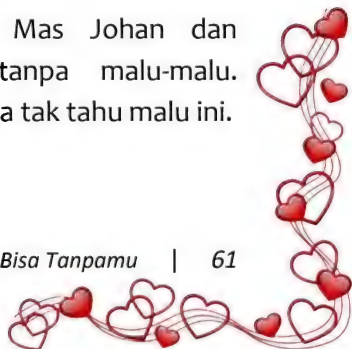 Mas Johan dan
tanpa malu-malu.
a tak tahu malu ini.
Bisa Tanpamu | 61